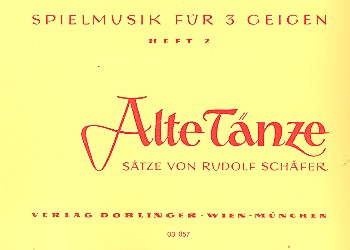 SPIELMUSIK FÜR 3 GEIGEN
HEFT 2
Alte Tänze
SÄTZE VON RUDOLF SCHÄFER
VERLAG DOBLINGER - WIEN - MÜNCHEN
03 057